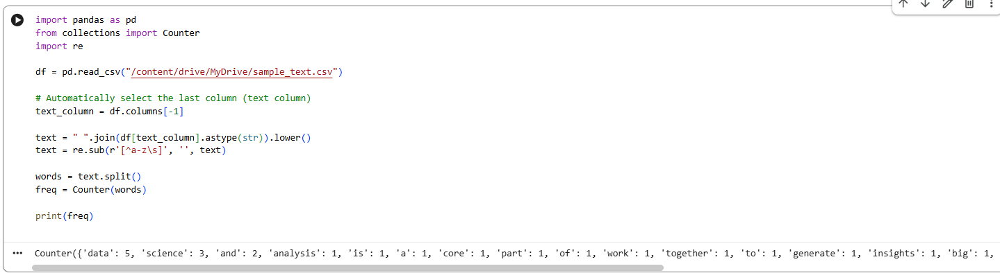 import pandas as pd
from collections import Counter
import re
df = pd.read_csv("/content/drive/MyDrive/sample_text.csv")
# Automatically select the last column (text column)
text_column = df.columns[-1]
text = " ".join(df[text_column].astype(str)).lower()
text = re.sub(r'[^a-z\s]', '', text)
words = text.split()
freq = Counter(words)
print(freq)
Counter({'data': 5, 'science': 3, 'and': 2, 'analysis': 1, 'is': 1, 'a': 1, 'core': 1, 'part': 1, 'of': 1, 'work': 1, 'together': 1, 'to': 1, 'generate': 1, 'insights': 1, 'big': 1,